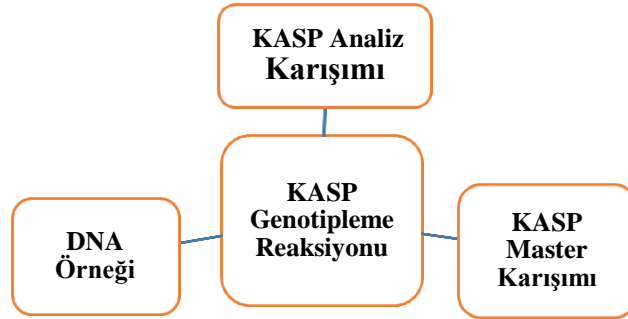 KASP Analiz
Karışımı
KASP
Genotipleme
Reaksiyonu
DNA
Örneği
KASP
Master
Karışımı